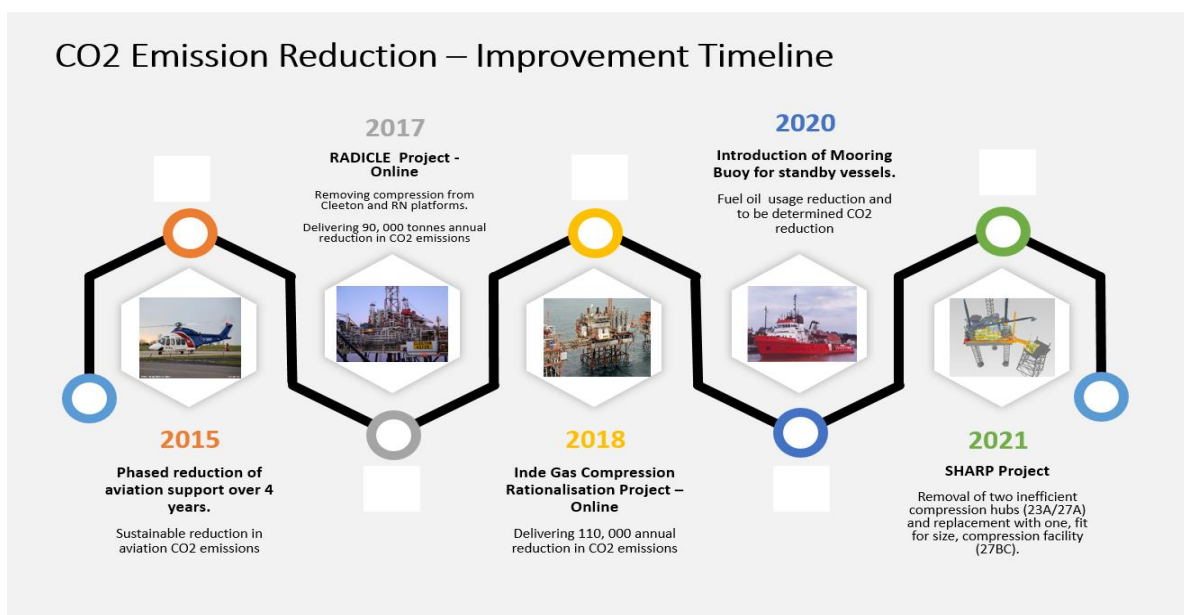 CO2 Emission Reduction – Improvement Timeline
2015
Phased reduction of
aviation support over 4
years.
Sustainable reduction in
aviation CO2 emissions
2017
RADICLE  Project -
Online
Removing compression from
Cleeton and RN platforms.
Delivering 90, 000 tonnes annual
reduction in CO2 emissions
2018
Inde Gas Compression
Rationalisation Project –
Online
Delivering 110, 000 annual
reduction in CO2 emissions
2020
Introduction of Mooring
Buoy for standby vessels.
Fuel oil  usage reduction and
to be determined CO2
reduction
2021
SHARP Project
Removal of two inefficient
compression hubs (23A/27A)
and replacement with one, fit
for size, compression facility
(27BC).